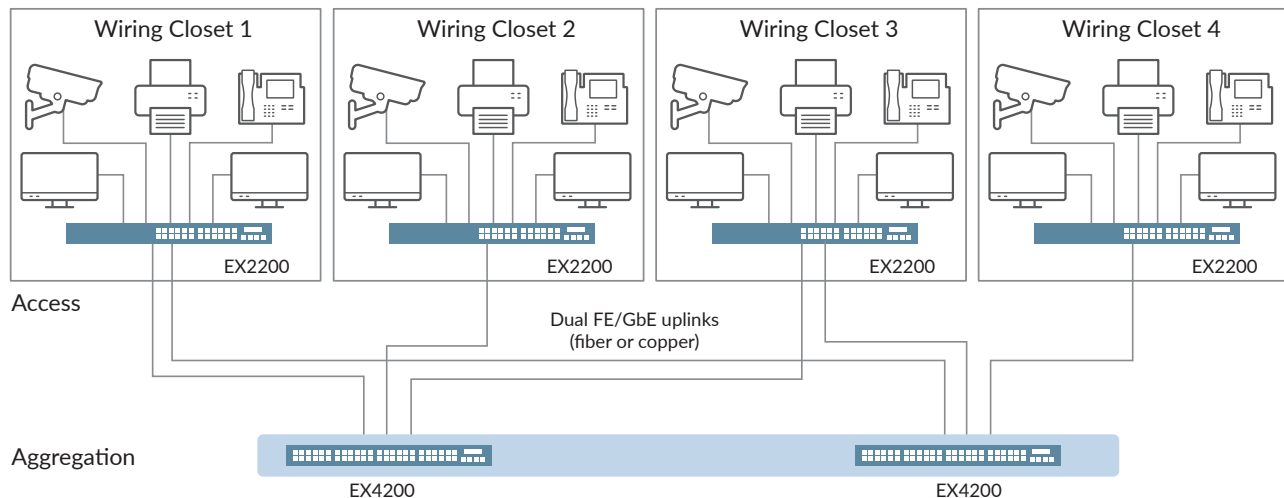 Wiring Closet 1
Wiring Closet 2
Wiring Closet 3
Wiring Closet 4
EX2200
EX2200
EX2200
EX2200
Access
Dual FE/GbE uplinks
(fiber or copper)
Aggregation
EX4200
EX4200